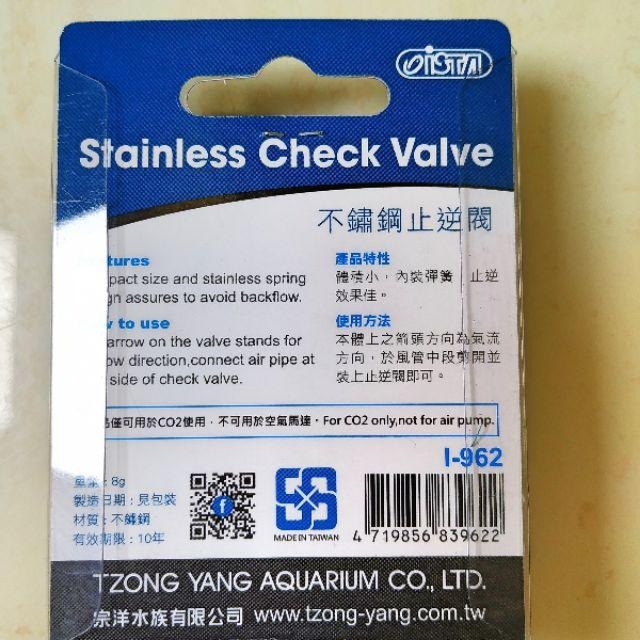 ISTA
Stainless Check Valve
不鏽鋼止逆閥
tures
pact size and stainless spring
gn assures to avoid backflow.
產品特性
體積小，內裝彈簧 止逆
效果佳。
w to use
arrow on the valve stands for
ow direction,connect air pipe at
side of check valve.
使用方法
本體上之箭頭方向為氣流
方向，於風管中段剪開並
裝上止逆閥即可。
品僅可用於CO2使用，不可用於空氣馬達。For CO2 only,not for air pump.
I-962
重量：8g
製造日期：見包裝
材質：不鏽鋼
有效期限：10年
MADE IN TAIWAN
4 719856 839622
TZONG YANG AQUARIUM CO., LTD.
宗洋水族有限公司 www.tzong-yang.com.tw